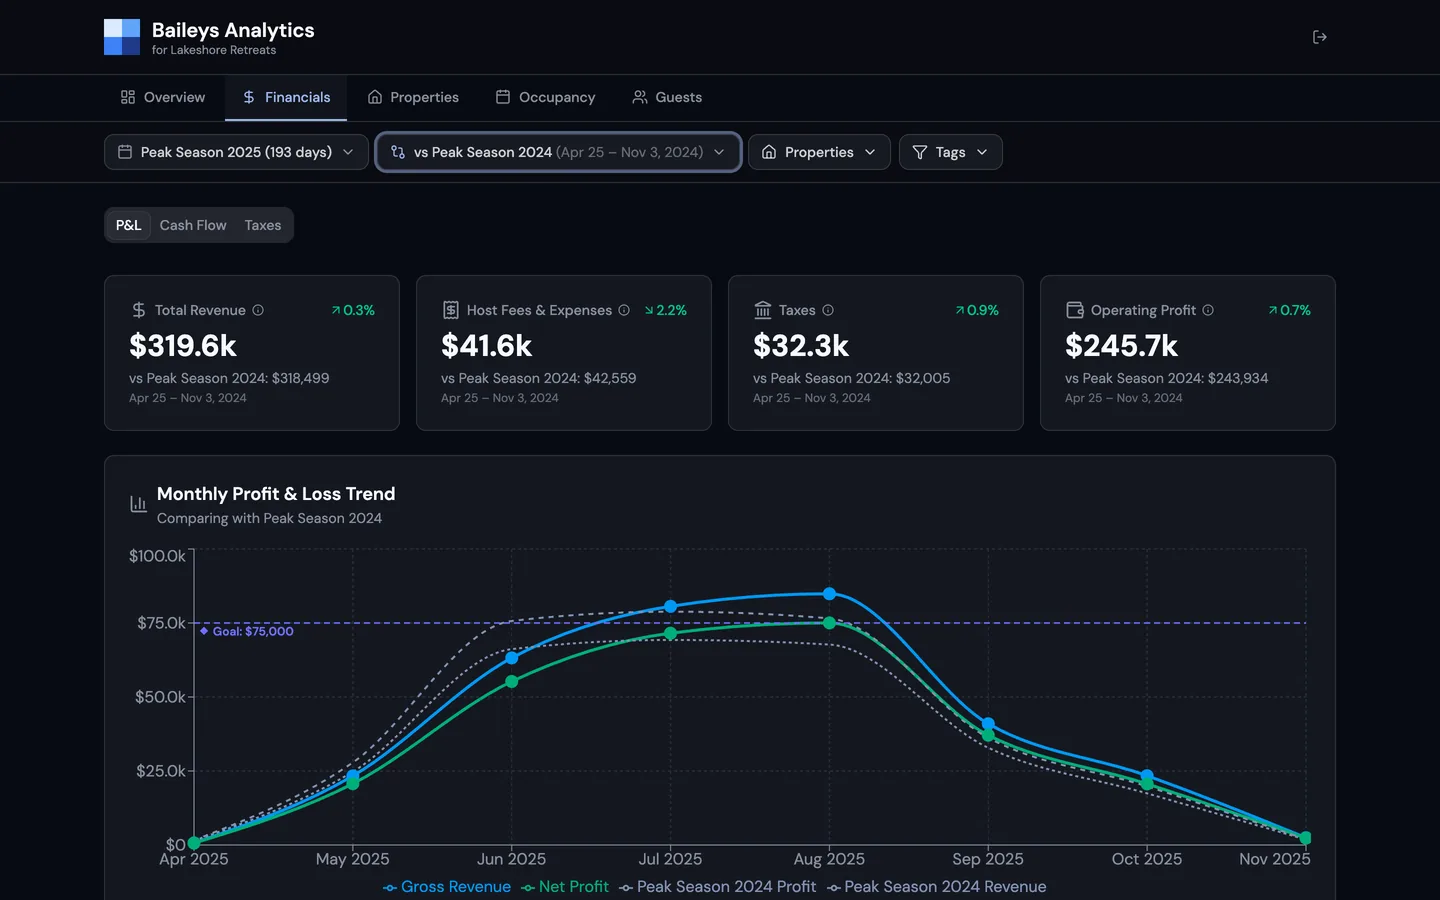 Baileys Analytics
for Lakeshore Retreats
Overview
Financials
Properties
Occupancy
Guests
Peak Season 2025 (193 days)
vs Peak Season 2024 (Apr 25 – Nov 3, 2024)
Properties
Tags
P&L
Cash Flow
Taxes
Total Revenue
0.3%
$319.6k
vs Peak Season 2024: $318,499
Apr 25 – Nov 3, 2024
Host Fees & Expenses
2.2%
$41.6k
vs Peak Season 2024: $42,559
Apr 25 – Nov 3, 2024
Taxes
0.9%
$32.3k
vs Peak Season 2024: $32,005
Apr 25 – Nov 3, 2024
Operating Profit
0.7%
$245.7k
vs Peak Season 2024: $243,934
Apr 25 – Nov 3, 2024
Monthly Profit & Loss Trend
Comparing with Peak Season 2024
$100.0k
$75.0k
Goal: $75,000
$50.0k
$25.0k
$0
Apr 2025
May 2025
Jun 2025
Jul 2025
Aug 2025
Sep 2025
Oct 2025
Nov 2025
Gross Revenue
Net Profit
Peak Season 2024 Profit
Peak Season 2024 Revenue